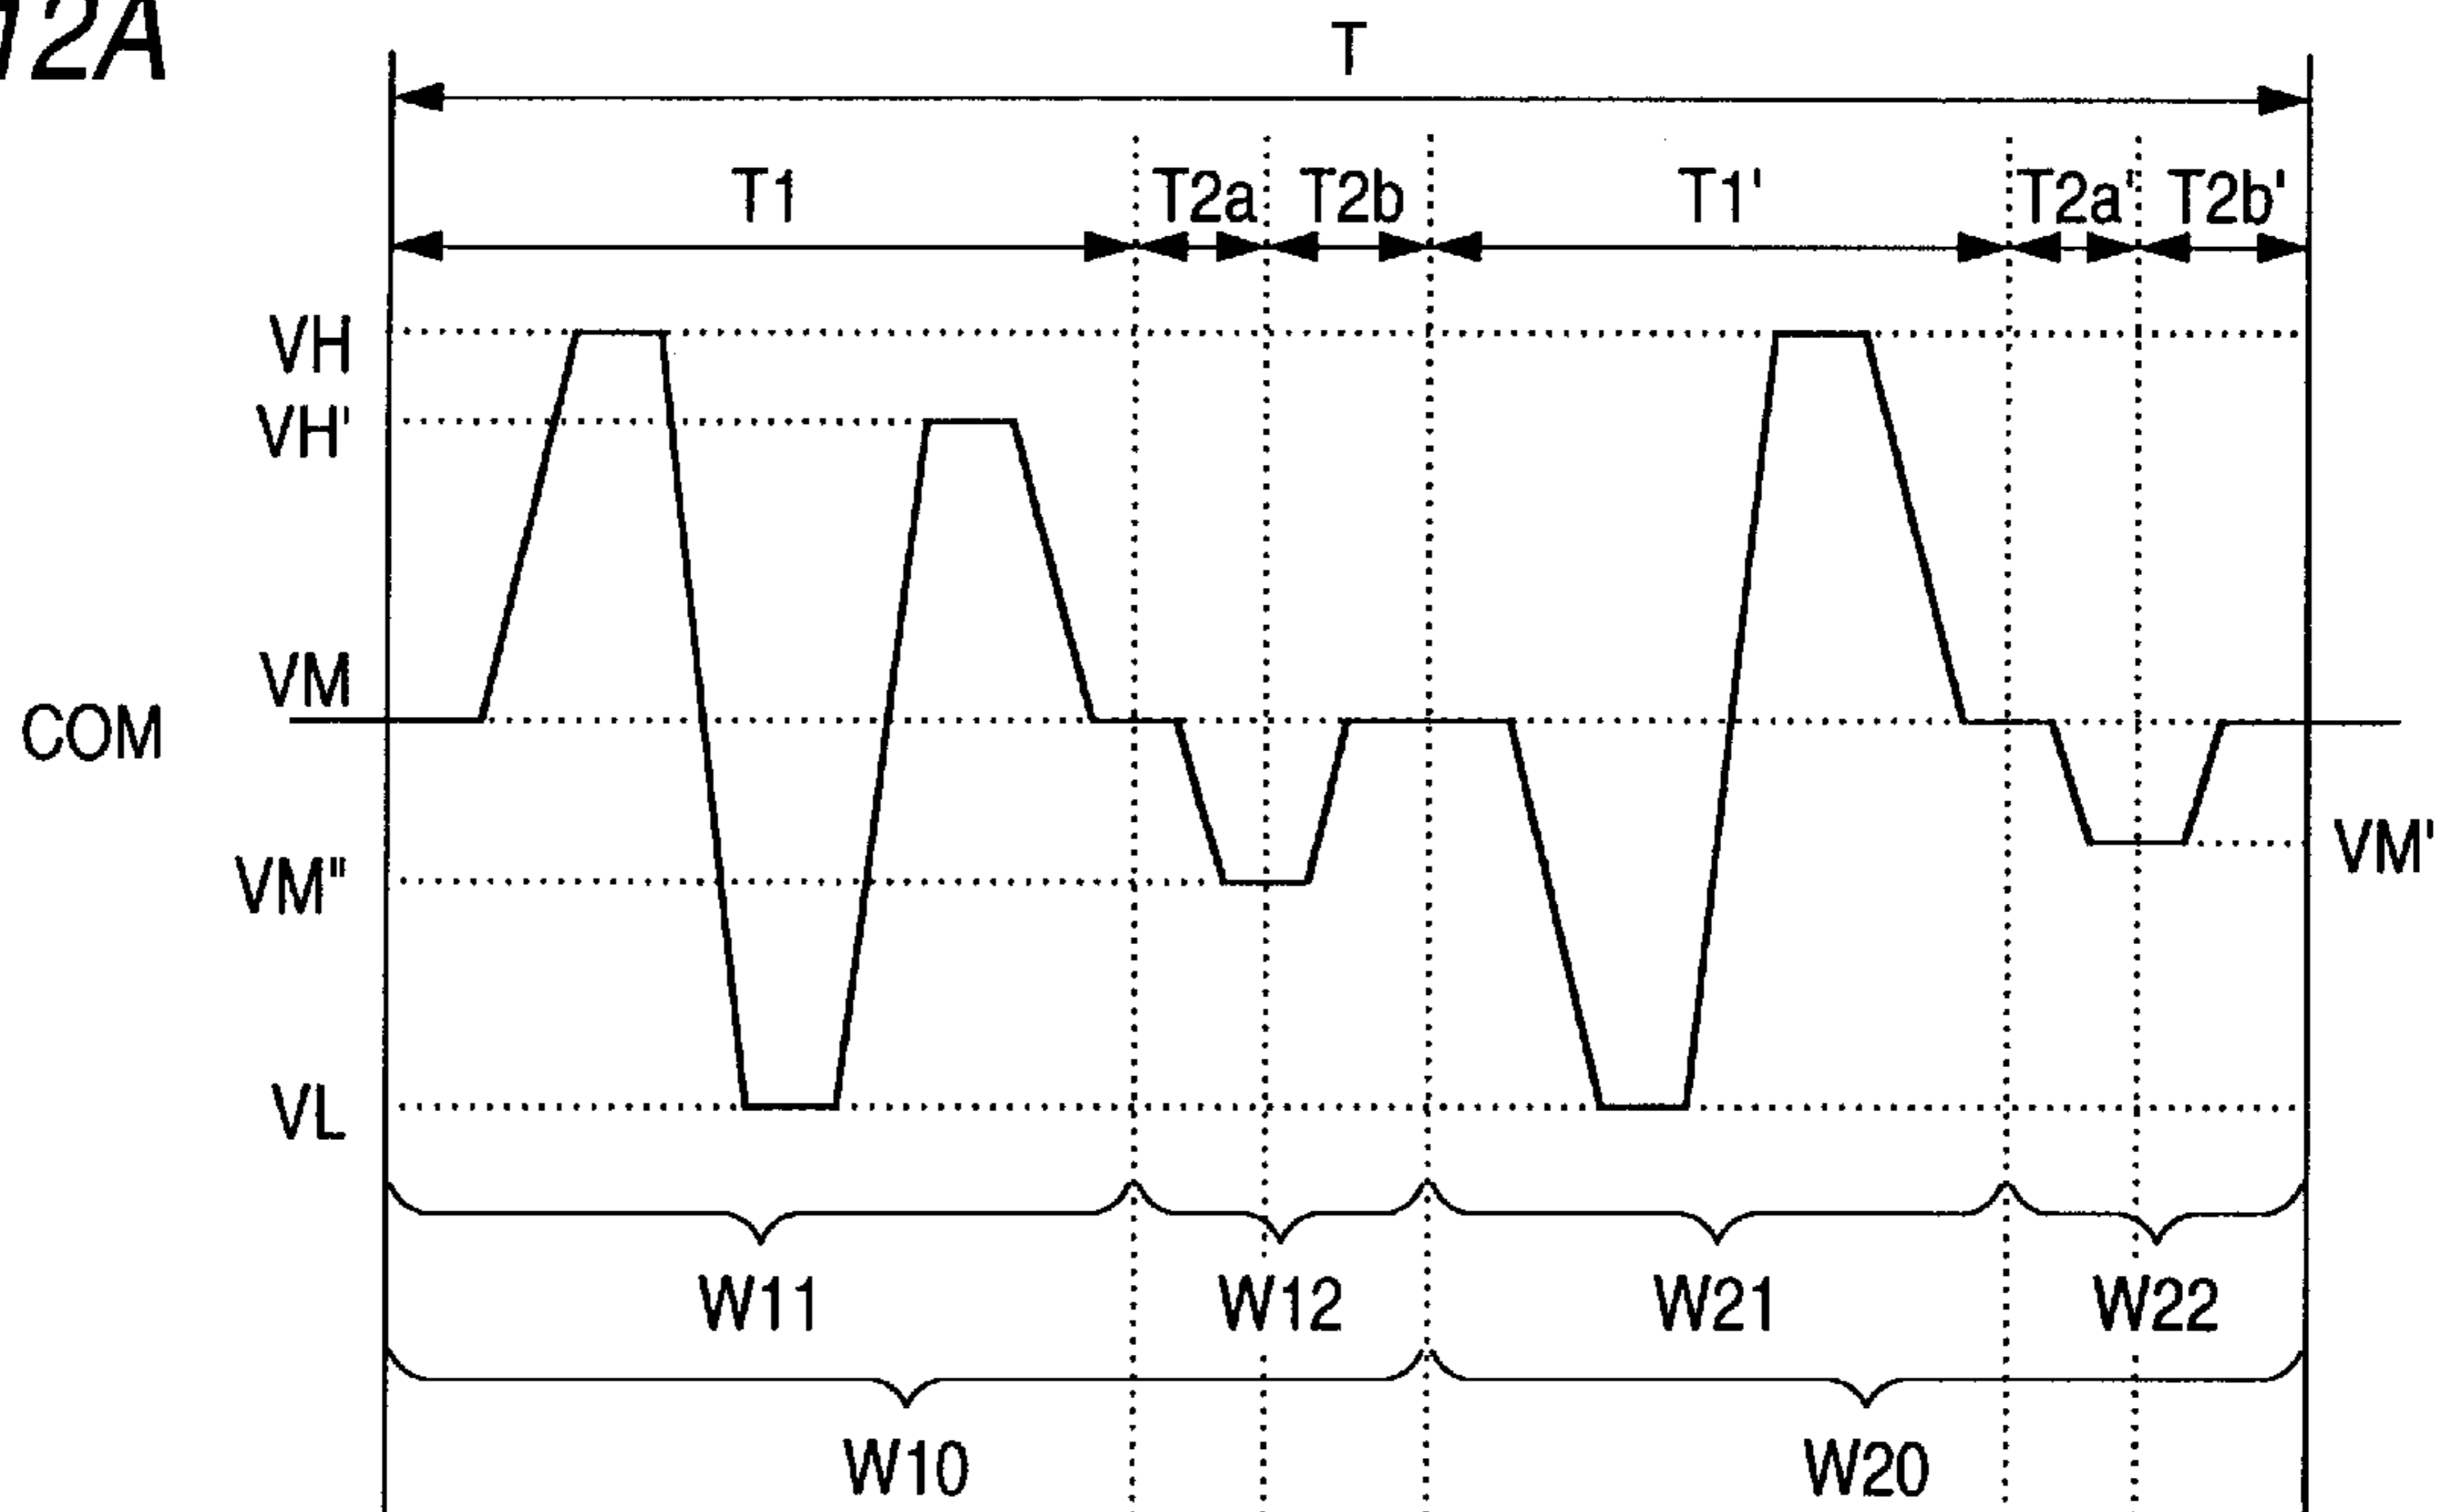 12A
T
T1 T2a T2b T1' T2a' T2b'
VH
VH'
VM
COM
VM'
VM"
VL
W11 W12 W21 W22
W10 W20